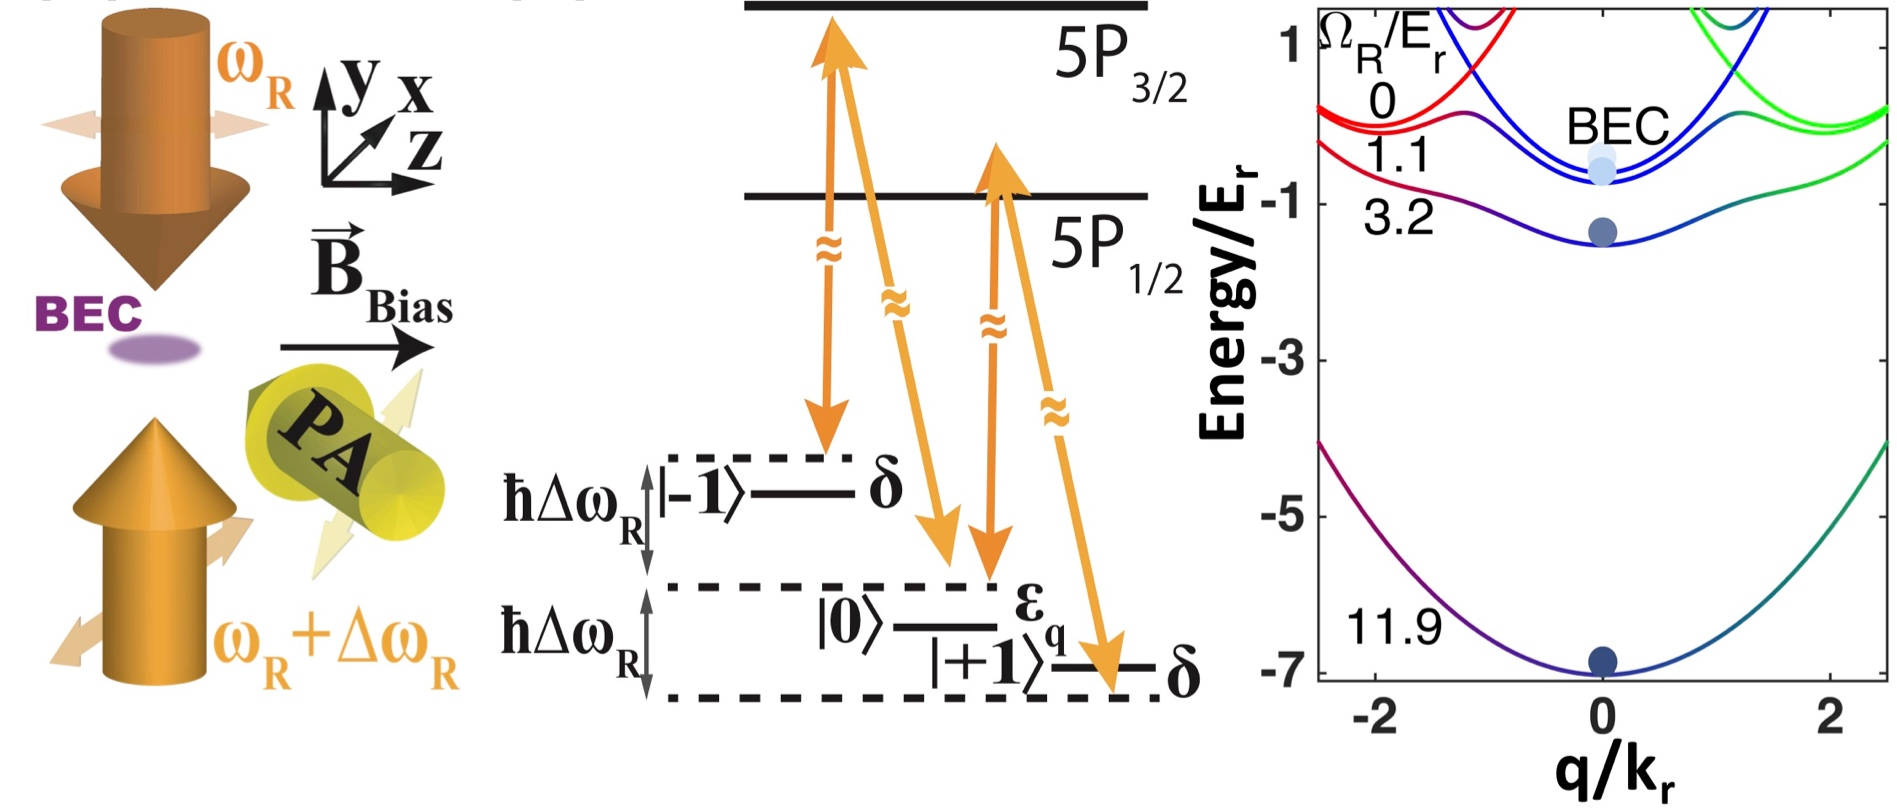 ω_R
y
x
z
B⃗_Bias
BEC
PA
ω_R+Δω_R
5P_3/2
5P_1/2
ħΔω_R
|-1⟩
δ
ħΔω_R
|0⟩
ε_q
|+1⟩
δ
Energy/E_r
1
-1
-3
-5
-7
Ω_R/E_r
0
1.1
3.2
11.9
BEC
-2
0
2
q/k_r